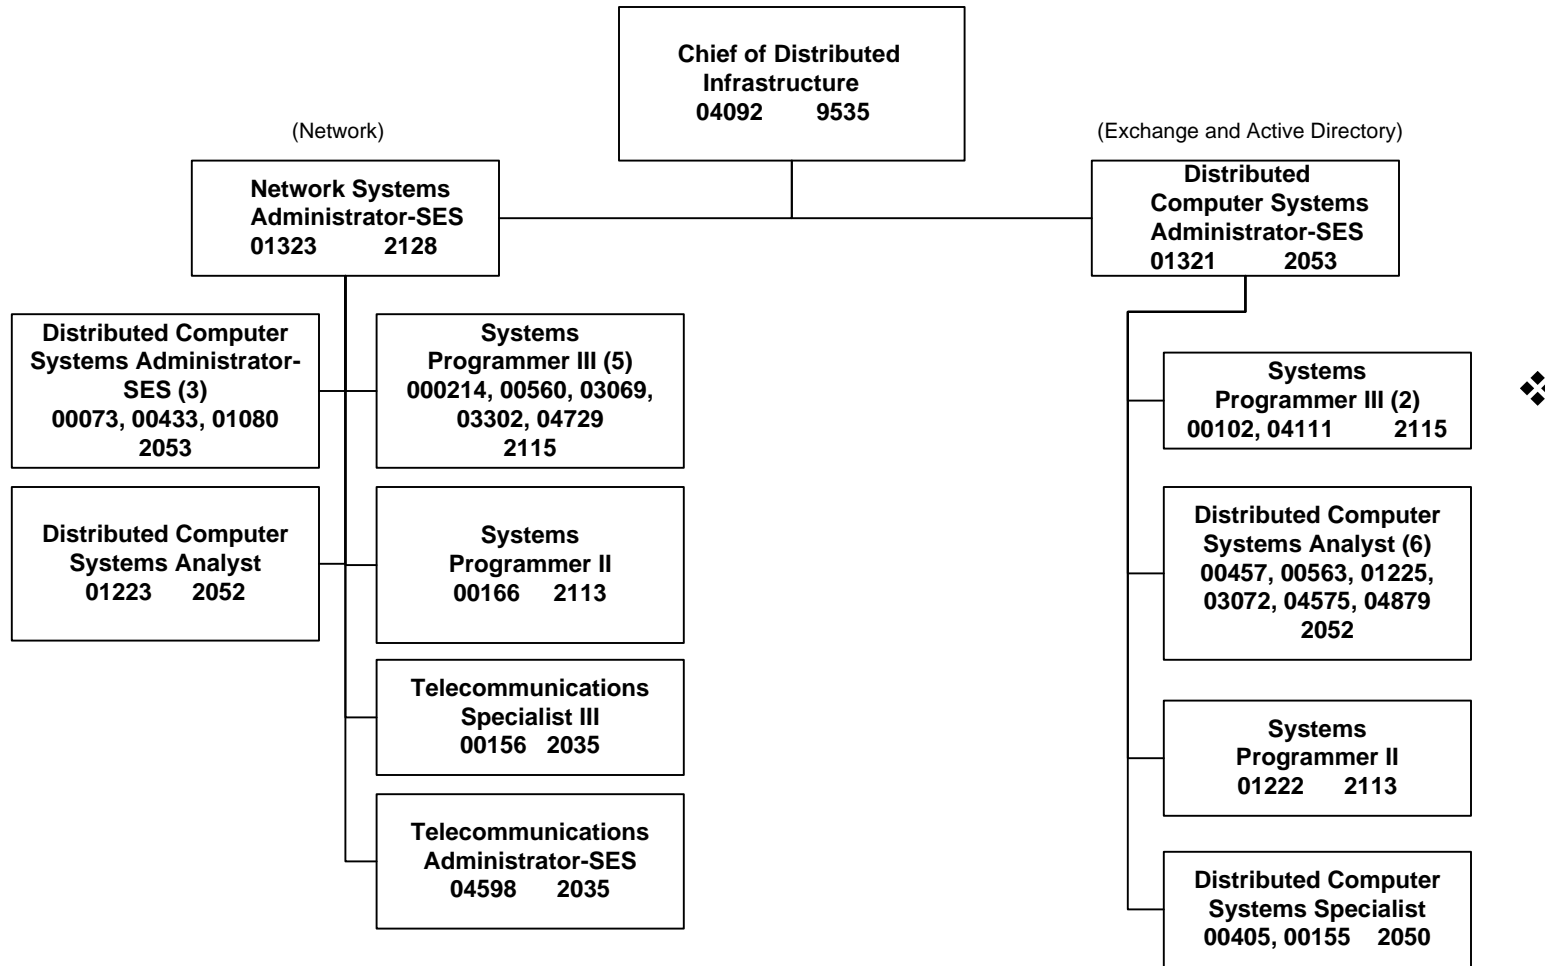 Chief of Distributed
Infrastructure
04092 9535
(Network)
Network Systems
Administrator-SES
01323 2128
(Exchange and Active Directory)
Distributed
Computer Systems
Administrator-SES
01321 2053
Distributed Computer
Systems Administrator-
SES (3)
00073, 00433, 01080
2053
Systems
Programmer III (5)
000214, 00560, 03069,
03302, 04729
2115
Distributed Computer
Systems Analyst
01223 2052
Systems
Programmer II
00166 2113
Telecommunications
Specialist III
00156 2035
Telecommunications
Administrator-SES
04598 2035
Systems
Programmer III (2)
00102, 04111 2115
Distributed Computer
Systems Analyst (6)
00457, 00563, 01225,
03072, 04575, 04879
2052
Systems
Programmer II
01222 2113
Distributed Computer
Systems Specialist
00405, 00155 2050